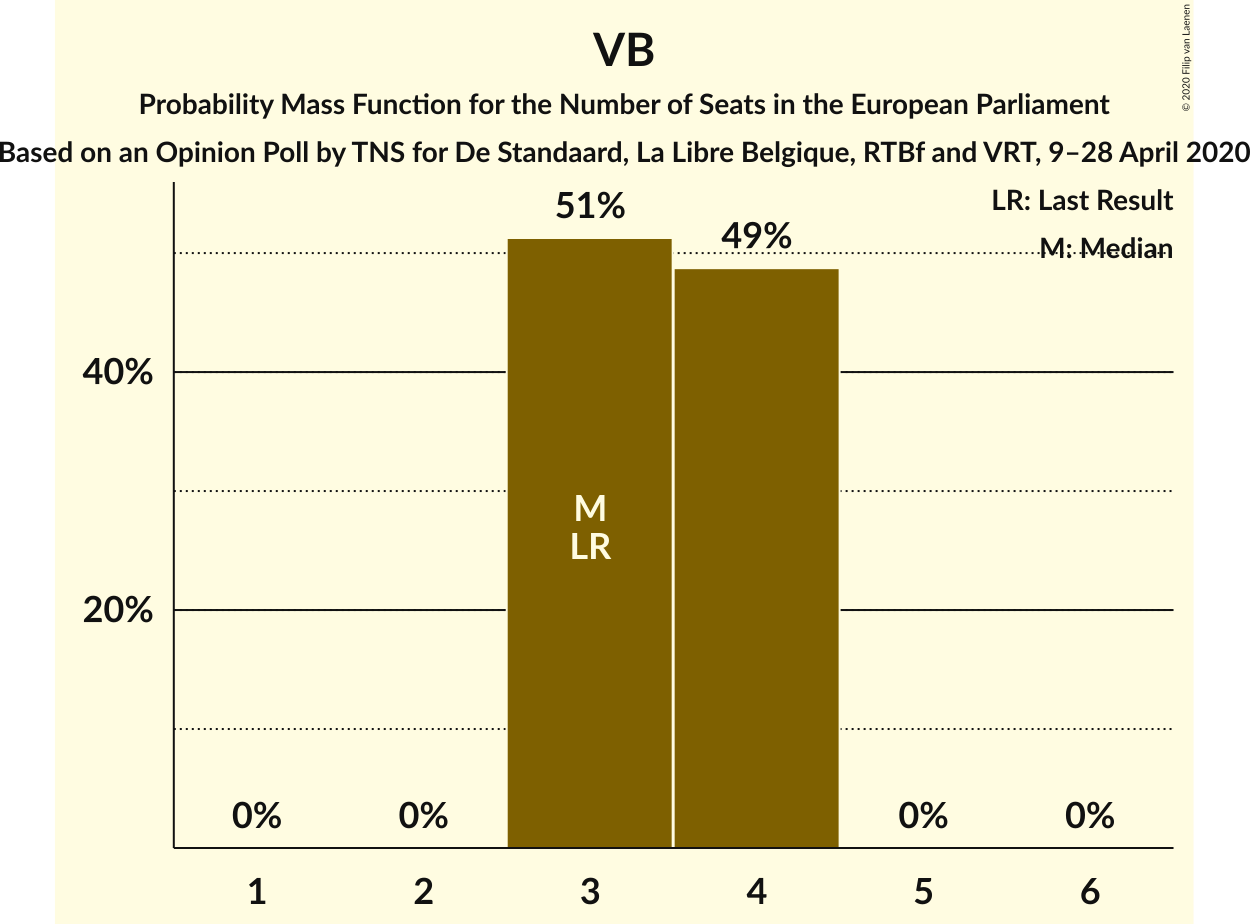 VB
Probability Mass Function for the Number of Seats in the European Parliament
Based on an Opinion Poll by TNS for De Standaard, La Libre Belgique, RTBf and VRT, 9–28 April 2020
© 2020 Filip van Laenen
LR: Last Result
M: Median
51%
49%
40%
20%
M
LR
0%
0%
0%
0%
1
2
3
4
5
6